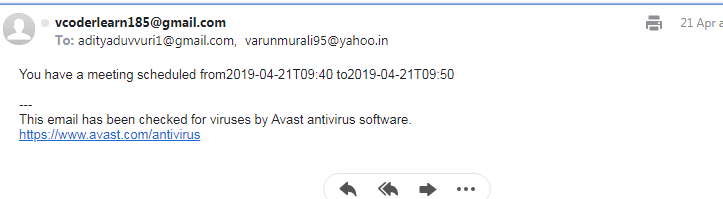 vcoderlearn185@gmail.com
21 Apr a
To: adityaduvvuri1@gmail.com, varunmurali95@yahoo.in
You have a meeting scheduled from2019-04-21T09:40 to2019-04-21T09:50
---
This email has been checked for viruses by Avast antivirus software.
https://www.avast.com/antivirus